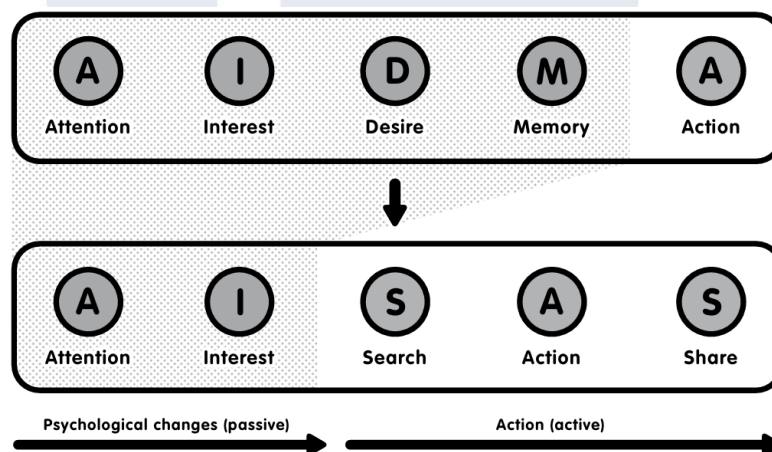 A I D M A
Attention Interest Desire Memory Action
A I S A S
Attention Interest Search Action Share
Psychological changes (passive) Action (active)